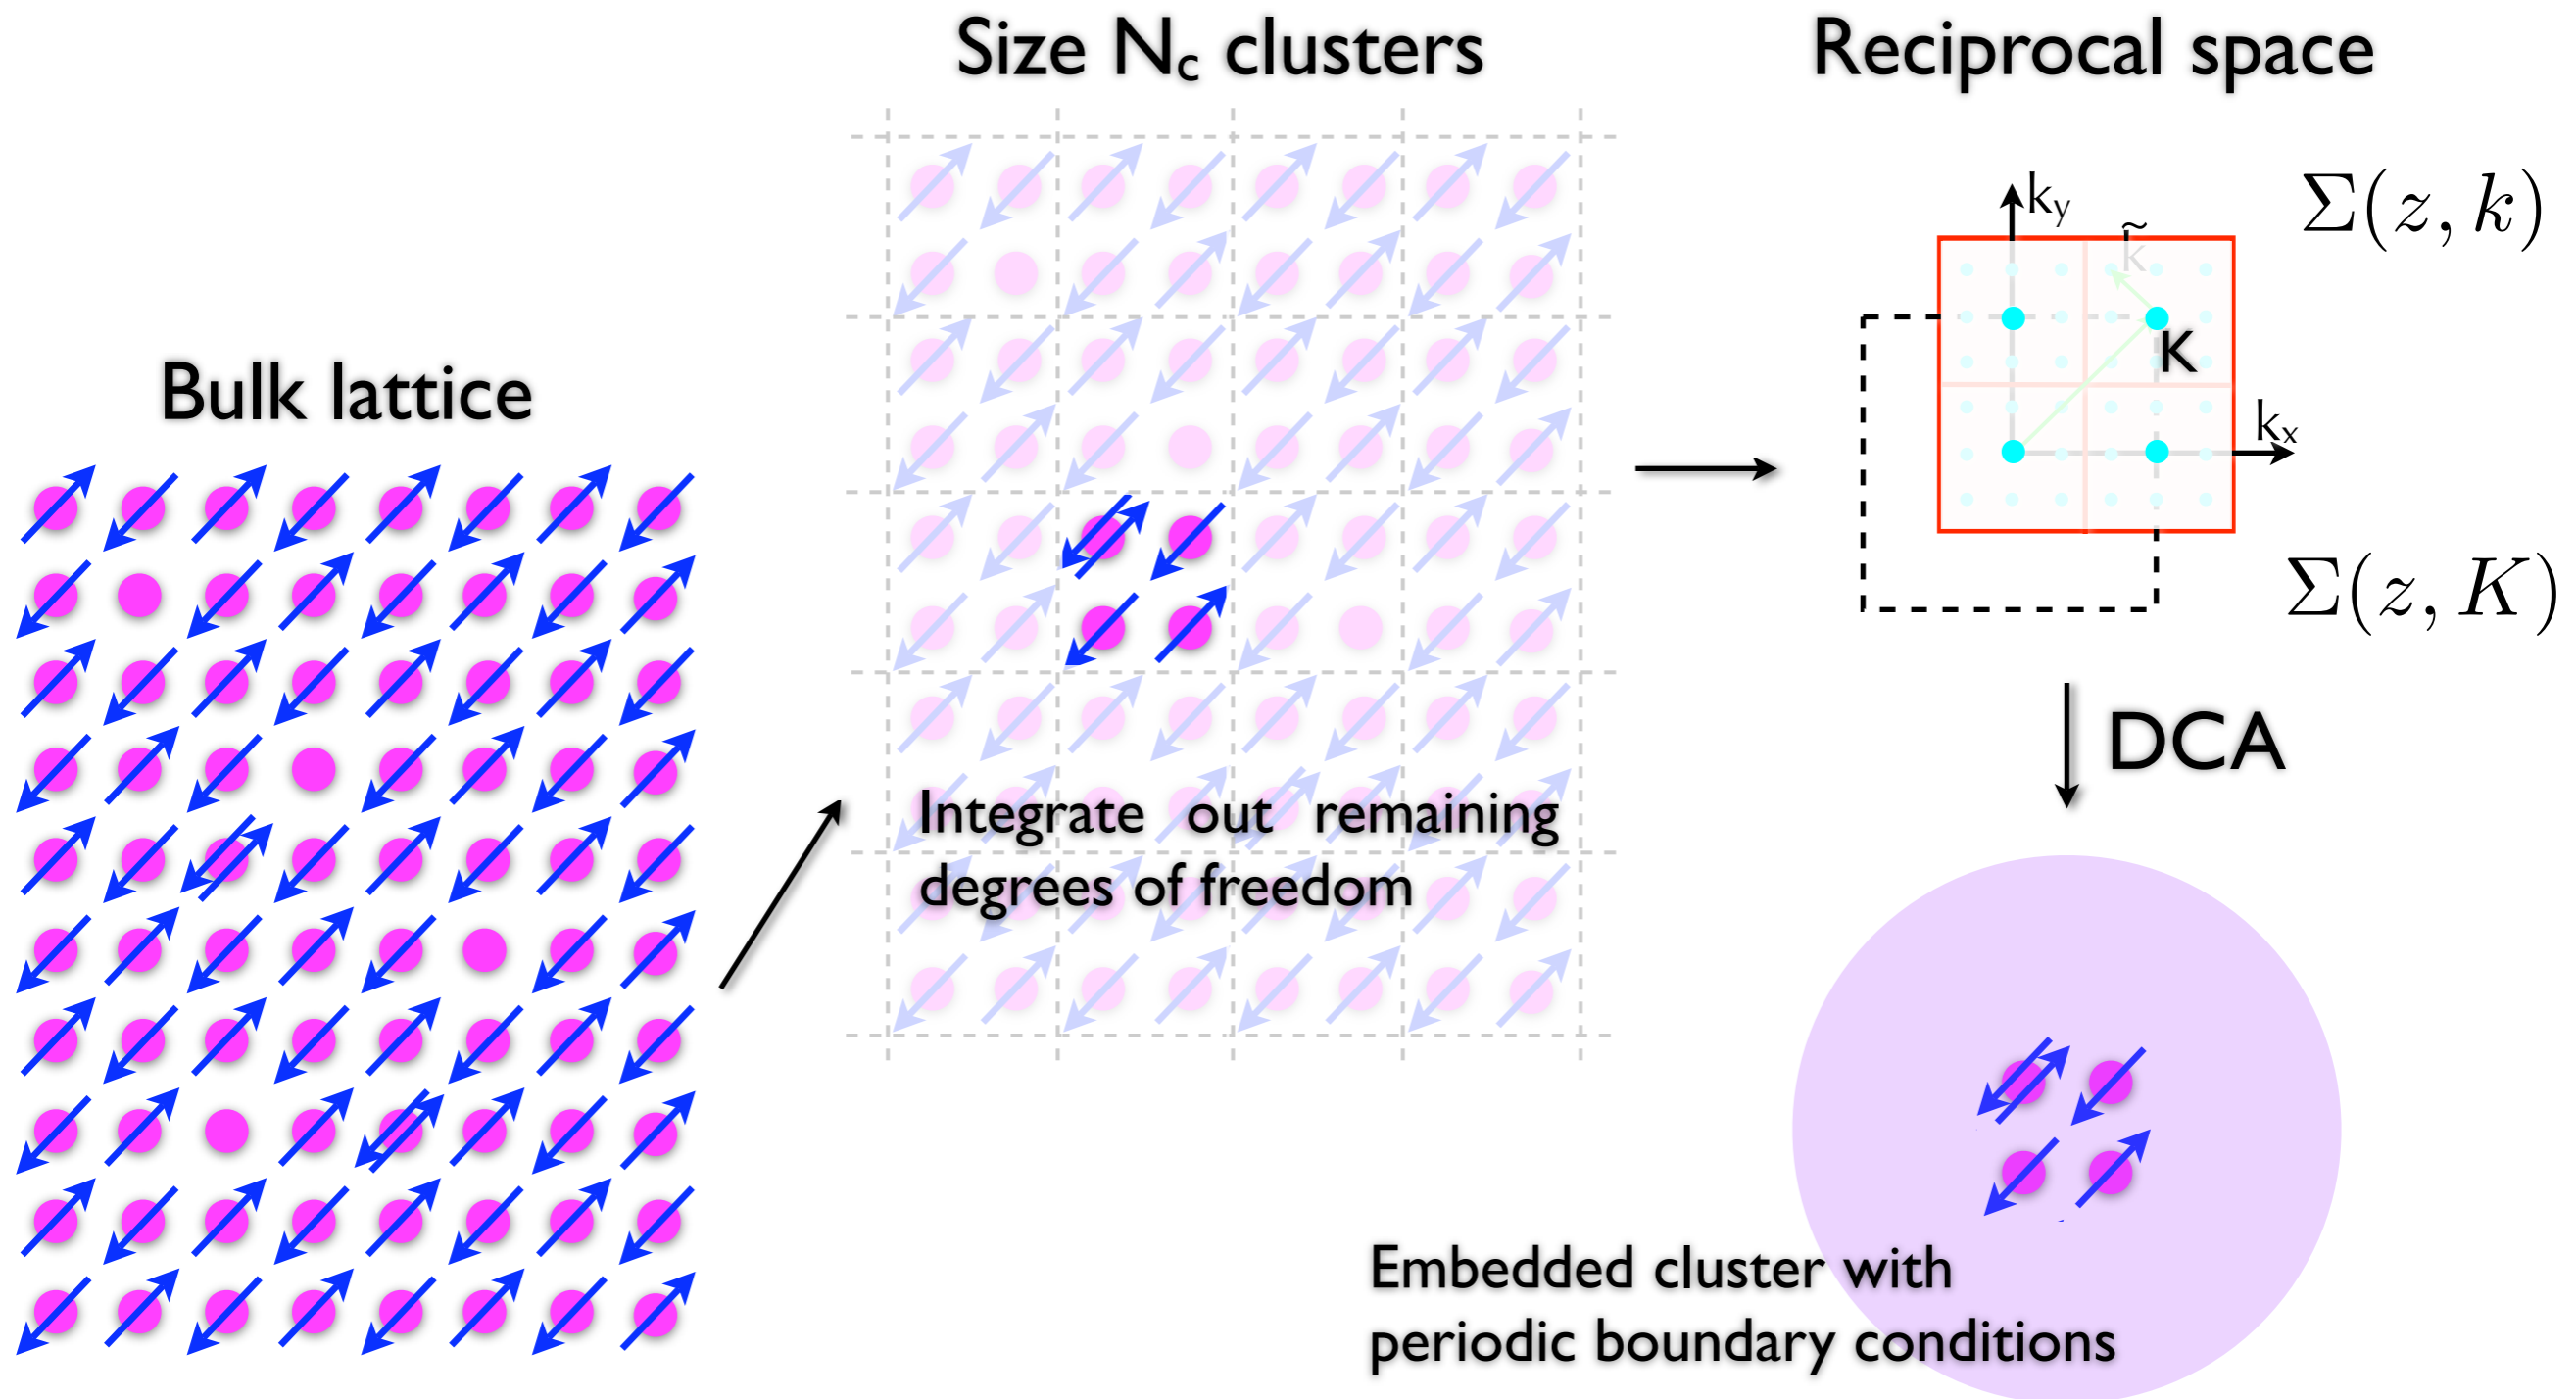 Size Nc clusters
Reciprocal space
Σ(z, k)
ky
k̃
K
kx
Bulk lattice
Σ(z, K)
DCA
Integrate out remaining
degrees of freedom
Embedded cluster with
periodic boundary conditions